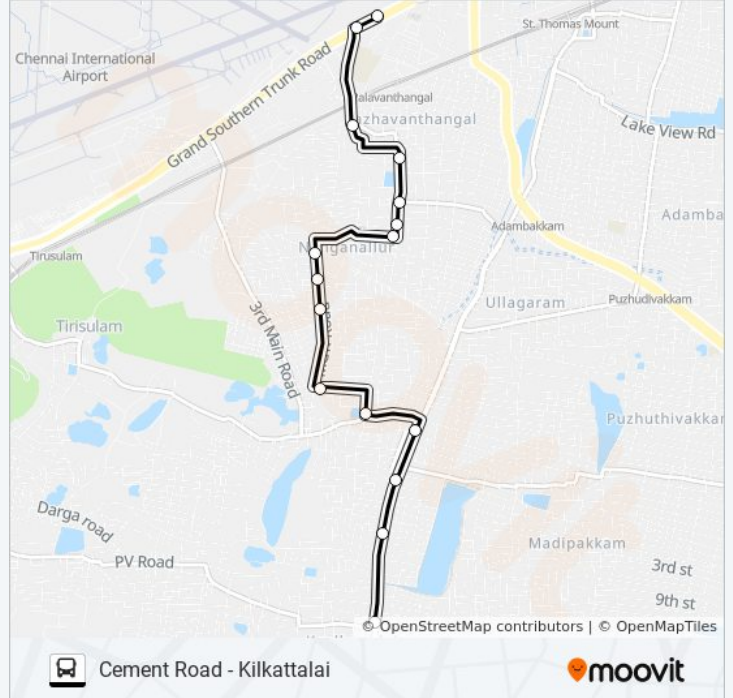 St. Thomas Mount
Chennai International
Airport
Grand Southern Trunk Road
Palavanthangal
Lake View Rd
Adambakkam
Nanganallur
Tirusulam
Ullagaram
Puzhudivakkam
Tirisulam
3rd Main Road
Puzhuthivakkar
Darga road
Madipakkam
PV Road
3rd st
9th st
© OpenStreetMap contributors | © OpenMapTiles
Cement Road - Kilkattalai
moovit